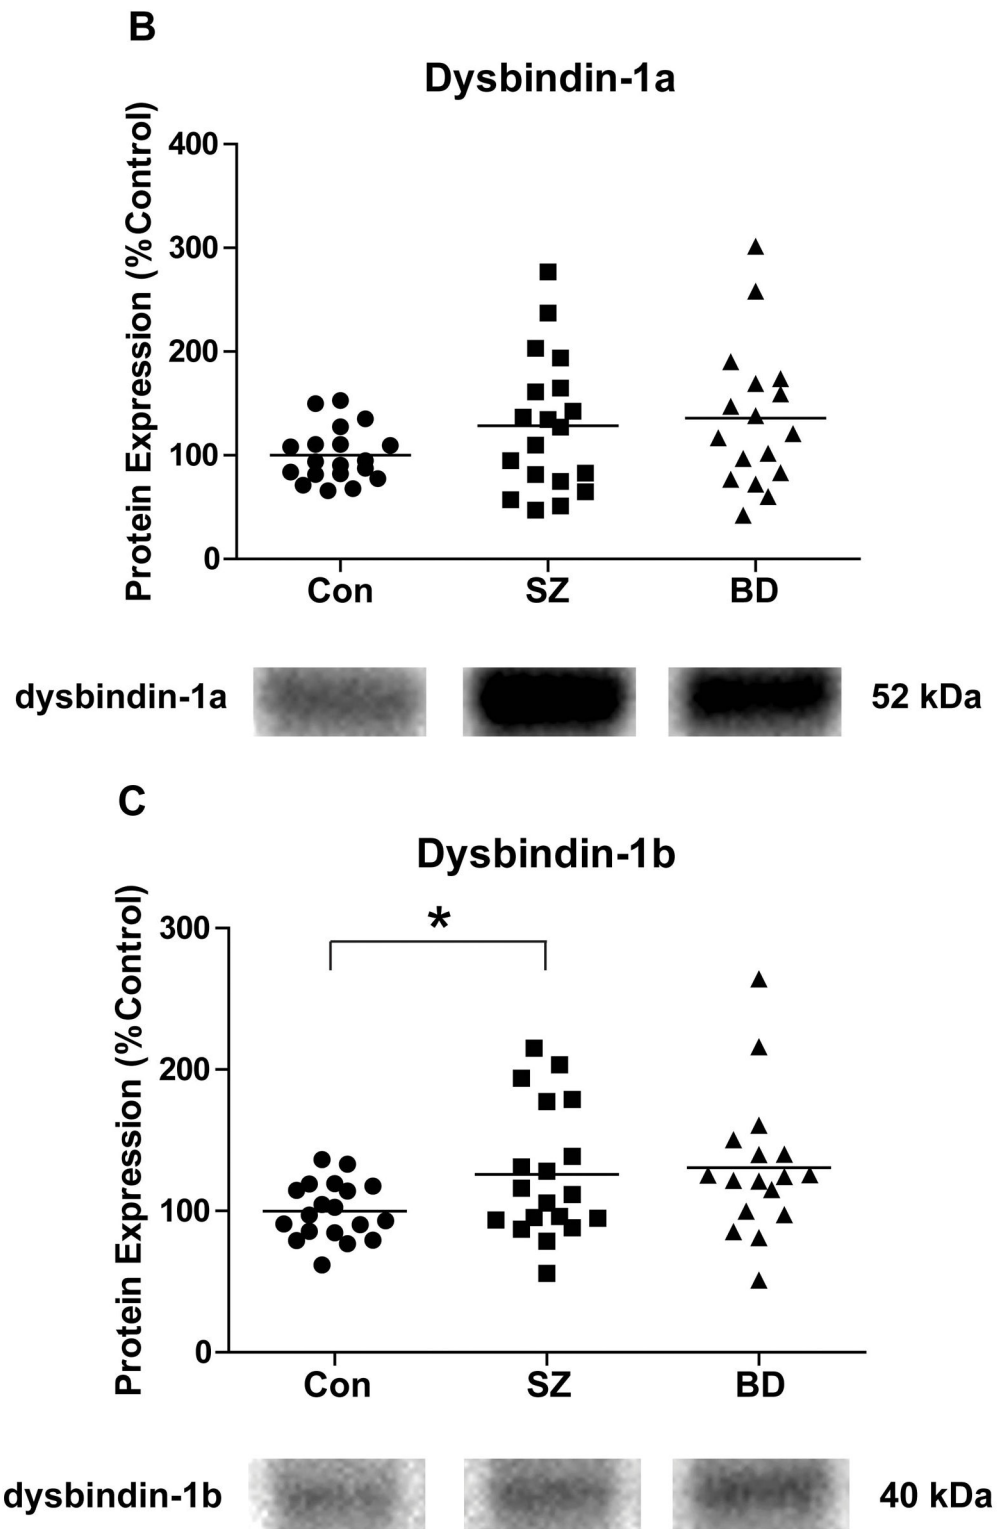 B
Dysbindin-1a
Protein Expression (%Control)
400
300
200
100
0
Con SZ BD
dysbindin-1a 52 kDa
C
Dysbindin-1b
Protein Expression (%Control)
*
300
200
100
0
Con SZ BD
dysbindin-1b 40 kDa